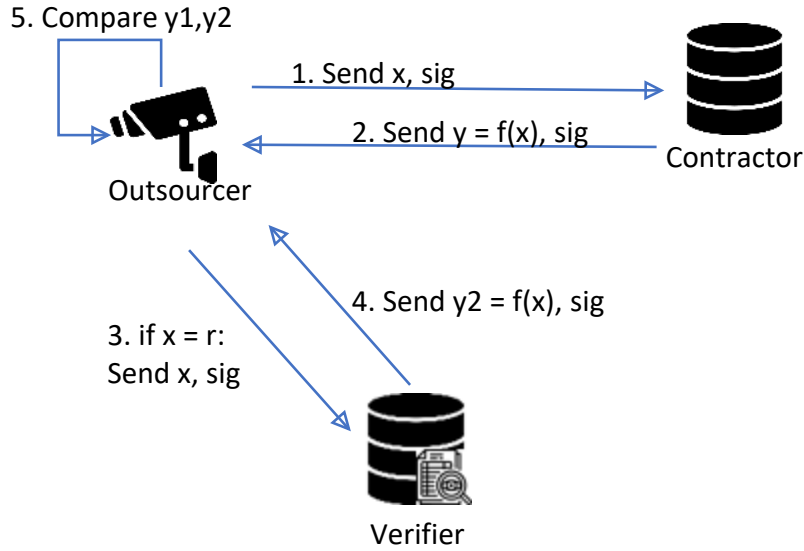 5. Compare y1,y2
1. Send x, sig
2. Send y = f(x), sig
Contractor
Outsourcer
4. Send y2 = f(x), sig
3. if x = r:
Send x, sig
Verifier